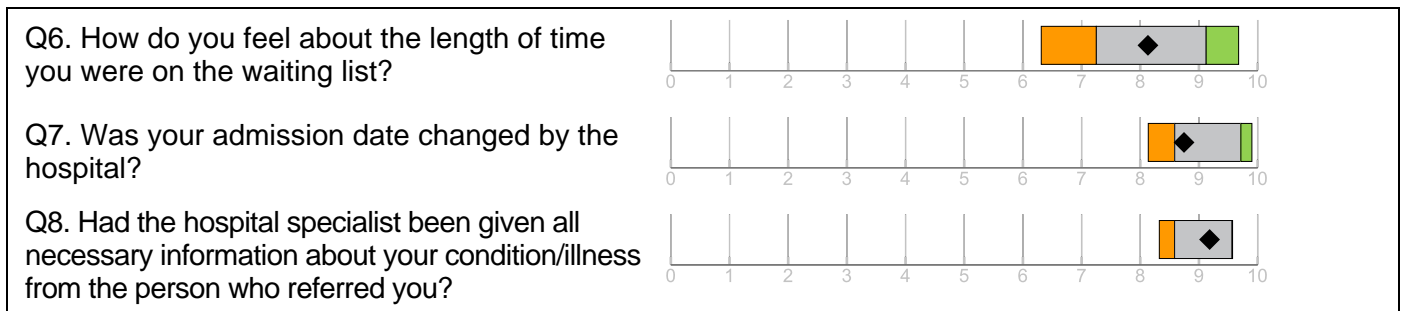 Q6. How do you feel about the length of time
you were on the waiting list?
0 1 2 3 4 5 6 7 8 9 10
Q7. Was your admission date changed by the
hospital?
0 1 2 3 4 5 6 7 8 9 10
Q8. Had the hospital specialist been given all
necessary information about your condition/illness
from the person who referred you?
0 1 2 3 4 5 6 7 8 9 10